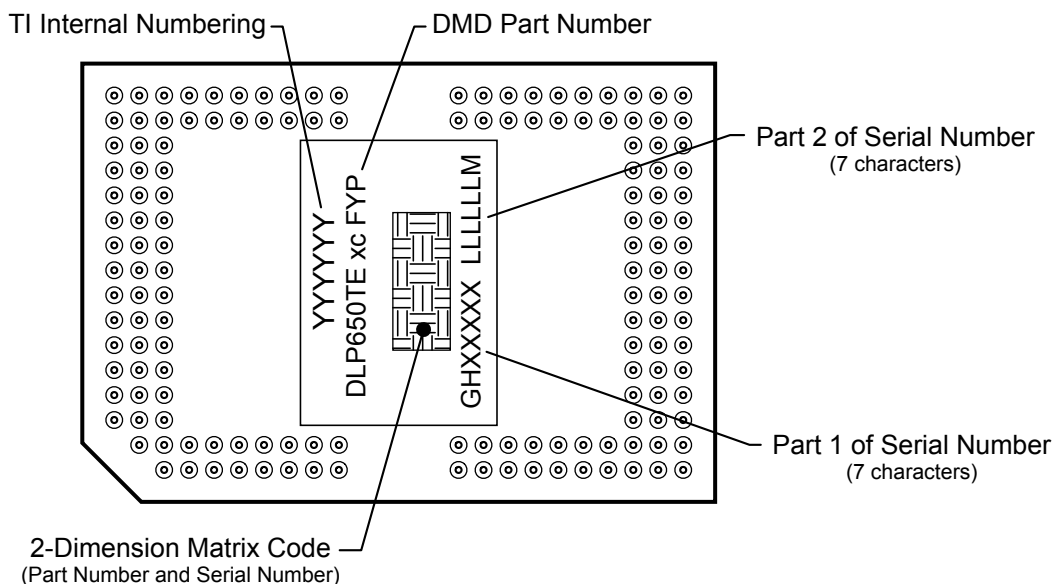 TI Internal Numbering
DMD Part Number
Part 2 of Serial Number
(7 characters)
YYYYYYY
DLP650TE xc FYP
GHXXXXX LLLLLLM
Part 1 of Serial Number
(7 characters)
2-Dimension Matrix Code
(Part Number and Serial Number)